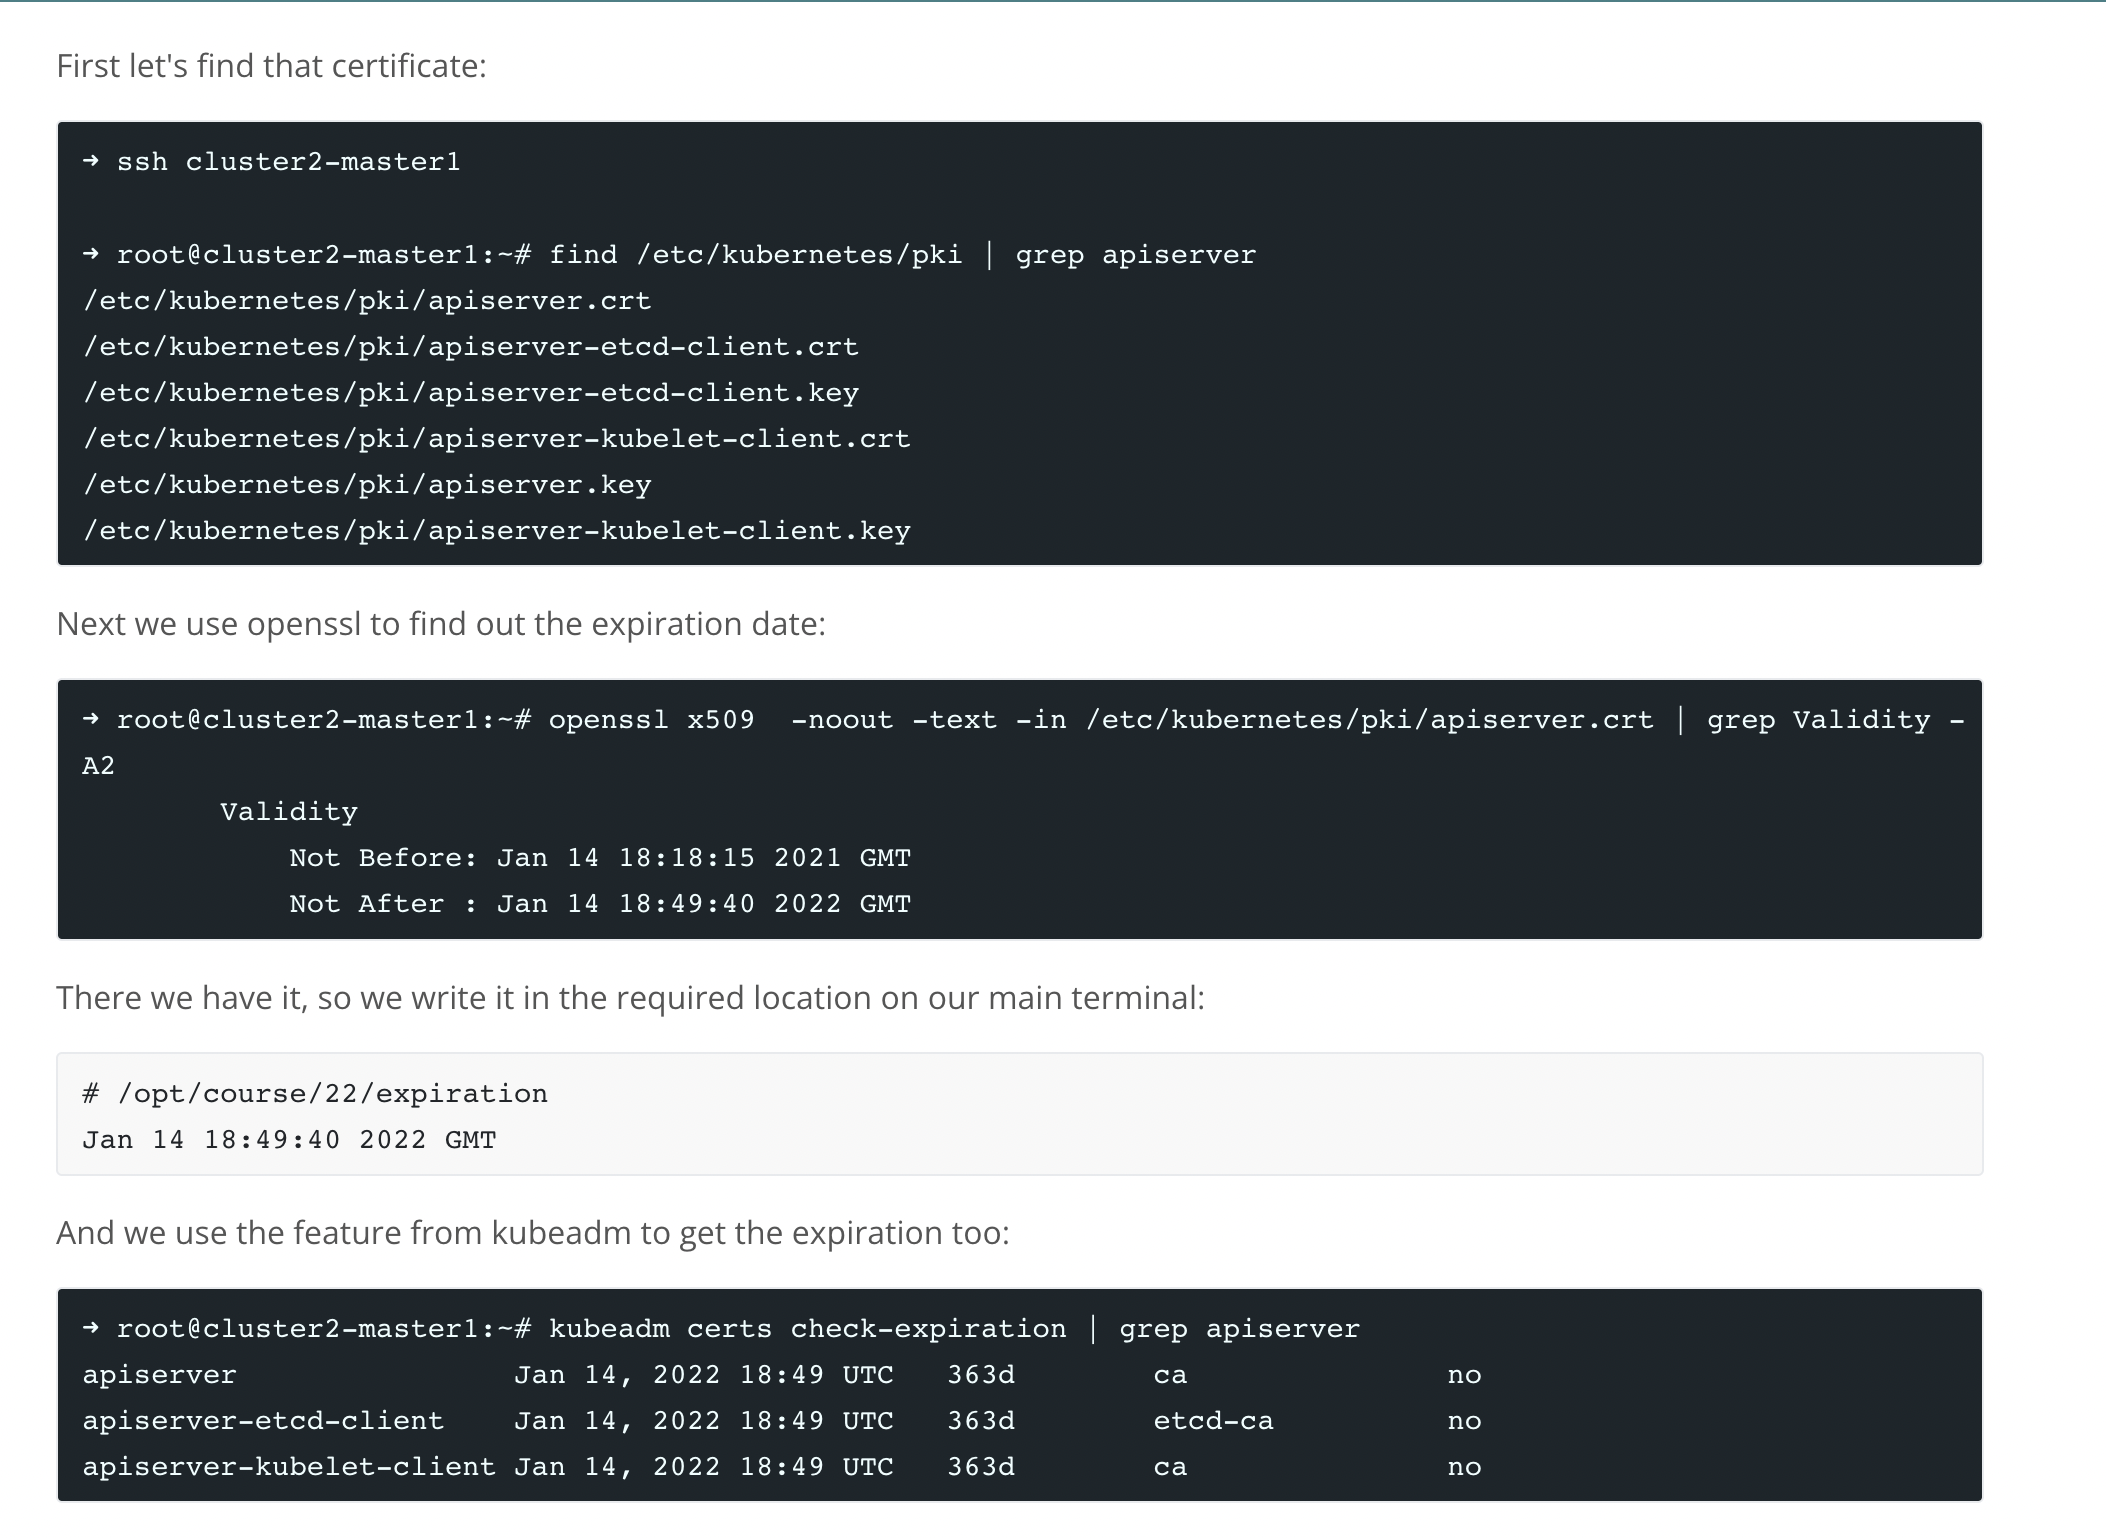 First let's find that certificate:
➜ ssh cluster2-master1
➜ root@cluster2-master1:~# find /etc/kubernetes/pki | grep apiserver
/etc/kubernetes/pki/apiserver.crt
/etc/kubernetes/pki/apiserver-etcd-client.crt
/etc/kubernetes/pki/apiserver-etcd-client.key
/etc/kubernetes/pki/apiserver-kubelet-client.crt
/etc/kubernetes/pki/apiserver.key
/etc/kubernetes/pki/apiserver-kubelet-client.key
Next we use openssl to find out the expiration date:
➜ root@cluster2-master1:~# openssl x509  -noout -text -in /etc/kubernetes/pki/apiserver.crt | grep Validity -
A2
        Validity
            Not Before: Jan 14 18:18:15 2021 GMT
            Not After : Jan 14 18:49:40 2022 GMT
There we have it, so we write it in the required location on our main terminal:
# /opt/course/22/expiration
Jan 14 18:49:40 2022 GMT
And we use the feature from kubeadm to get the expiration too:
➜ root@cluster2-master1:~# kubeadm certs check-expiration | grep apiserver
apiserver                Jan 14, 2022 18:49 UTC   363d        ca               no
apiserver-etcd-client    Jan 14, 2022 18:49 UTC   363d        etcd-ca          no
apiserver-kubelet-client Jan 14, 2022 18:49 UTC   363d        ca               no